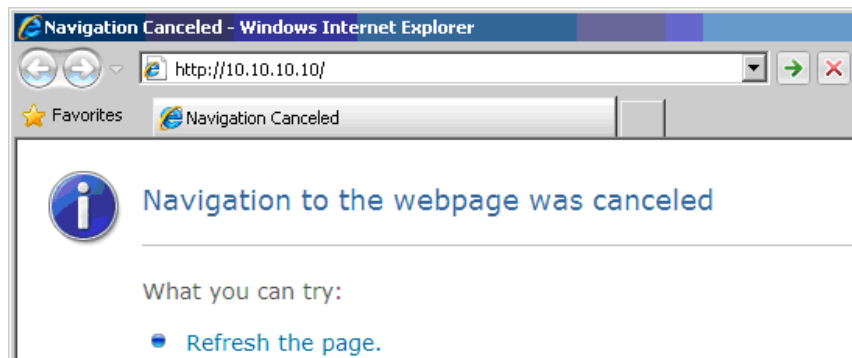 Navigation Canceled - Windows Internet Explorer
http://10.10.10.10/
Favorites
Navigation Canceled
Navigation to the webpage was canceled
What you can try:
Refresh the page.